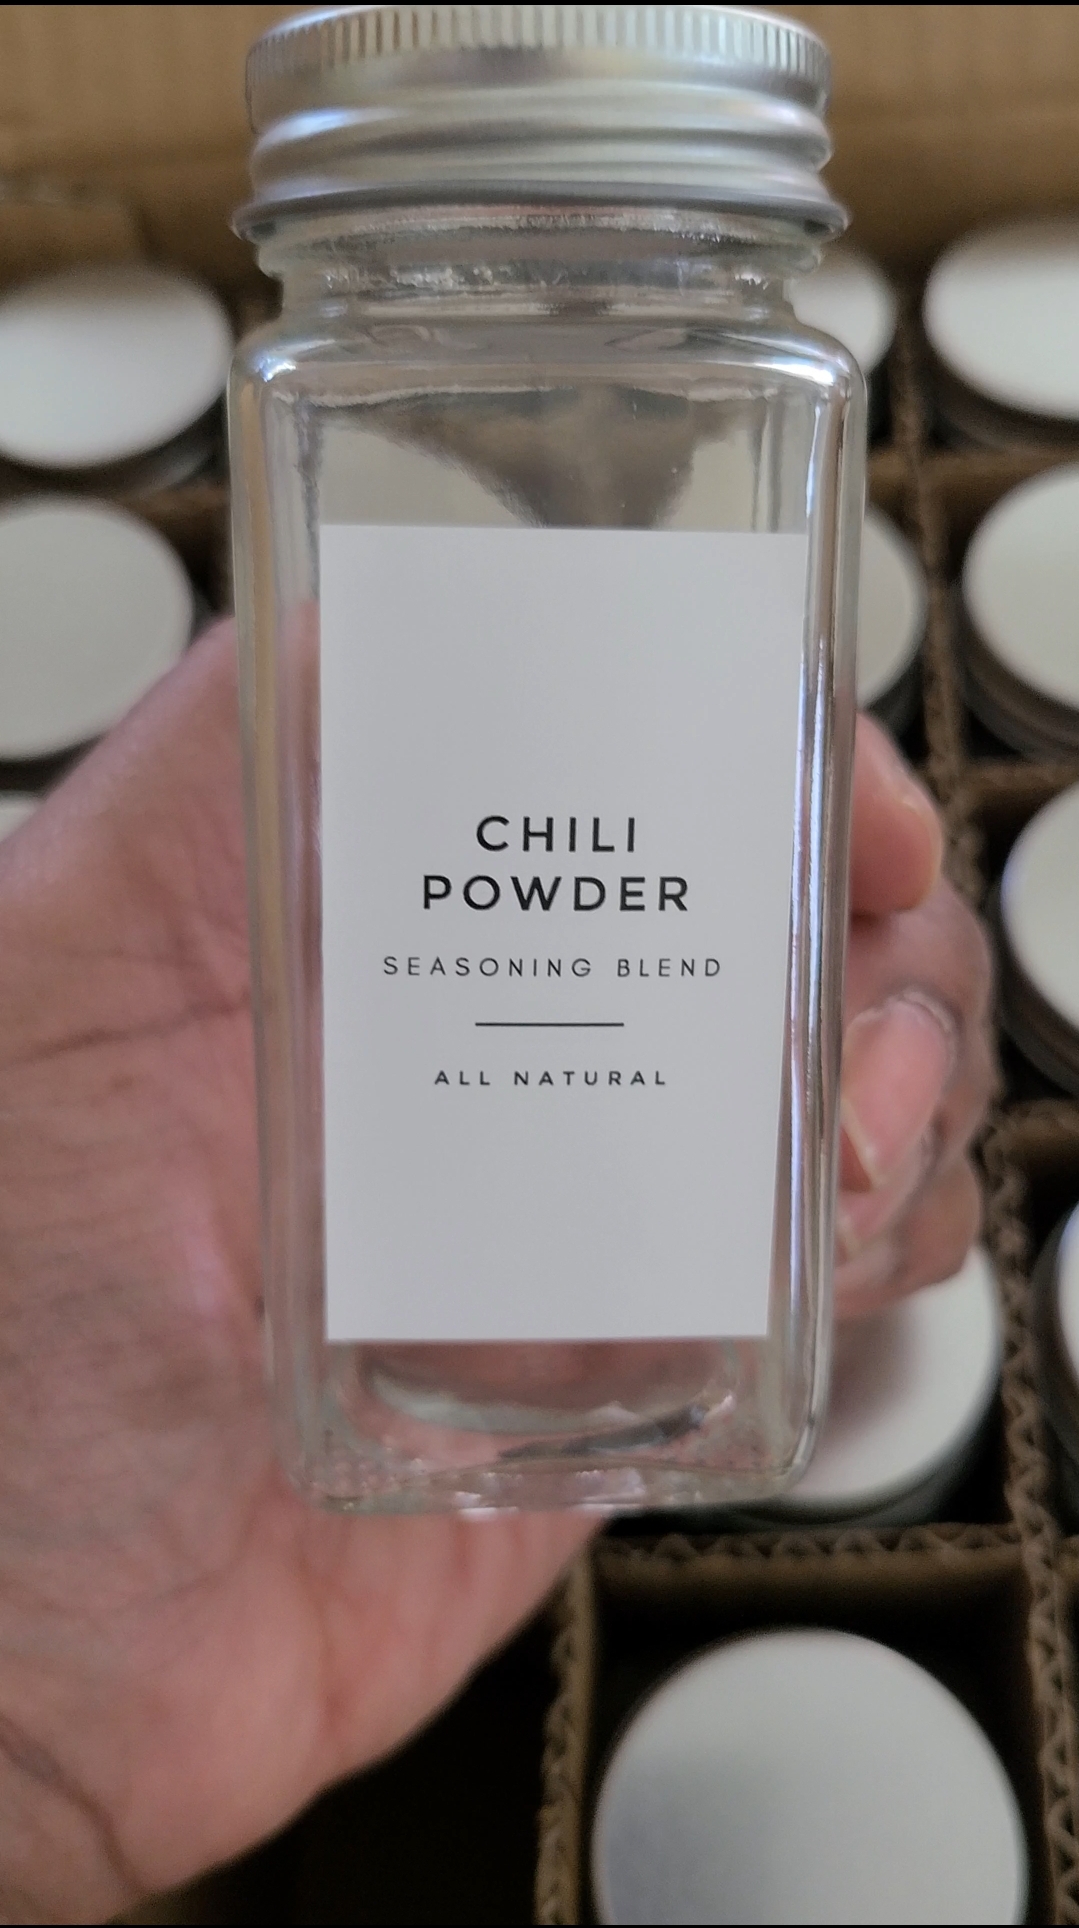 CHILI
POWDER
SEASONING BLEND
ALL NATURAL